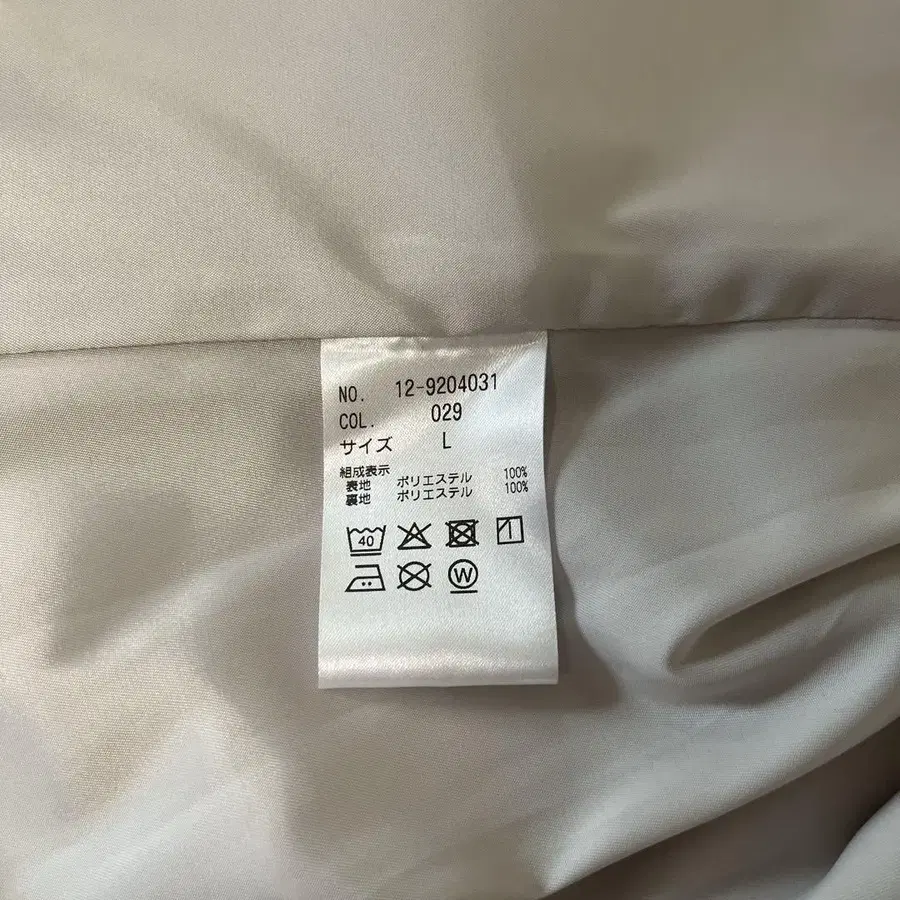 NO. 12-9204031
COL. 029
サイズ L
組成表示
表地 ポリエステル 100%
裏地 ポリエステル 100%
40
W